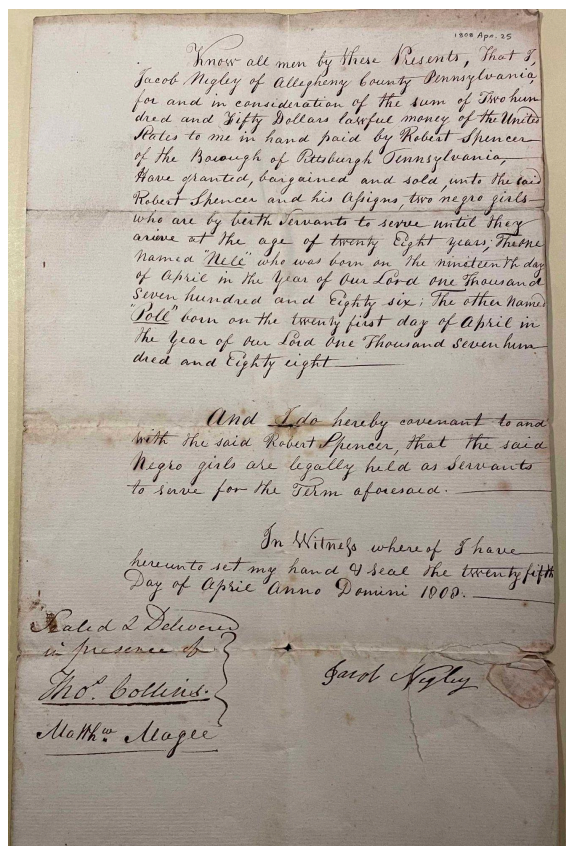 1808 Apr. 25
Know all men by these Presents, That I,
Jacob Nigley of Allegheny County Pennsylvania
for and in consideration of the sum of Two hun
dred and Fifty Dollars lawful money of the United
States to me in hand paid by Robert Spencer
of the Borough of Pittsburgh Pennsylvania,
Have granted, bargained and sold, unto the said
Robert Spencer and his Assigns, two negro girls
who are by birth Servants to serve until they
arive at the age of twenty Eight years, The one
named "Nele" who was born on the nineteenth day
of April in the Year of Our Lord one Thousand
Seven hundred and Eighty six; The other Named
"Poll" born on the twenty first day of April in
the Year of our Lord one Thousand Seven hun
dred and Eighty eight
And I do hereby covenant to and
with the said Robert Spencer, that the said
Negro girls are legally held as Servants
to serve for the Term aforesaid.
In Witness whereof I have
hereunto set my hand & Seal the twenty fifth
Day of April Anno Domini 1808.
Sealed & Delivered
in presence of
Thos. Collins.
Matthw Magee
Jacob Nigley